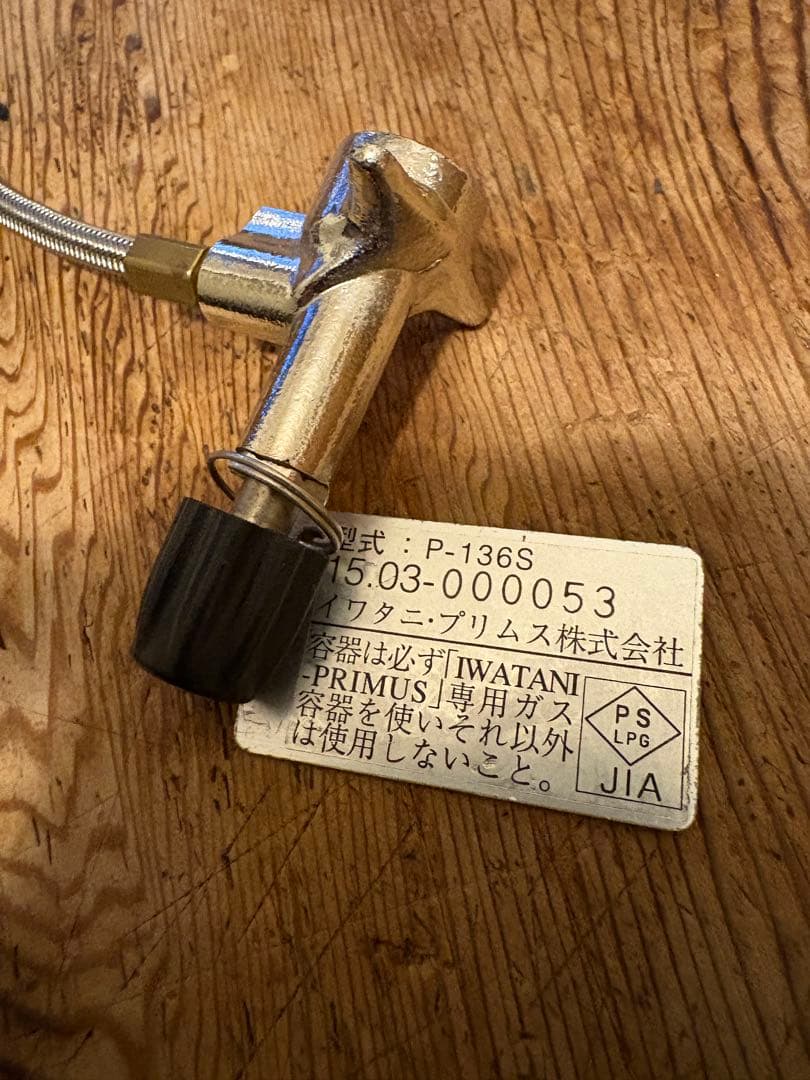 型式 : P-136S
15.03-000053
イワタニ・プリムス株式会社
容器は必ず「IWATANI
-PRIMUS」専用ガス
容器を使いそれ以外
は使用しないこと。
PS
LPG
JIA